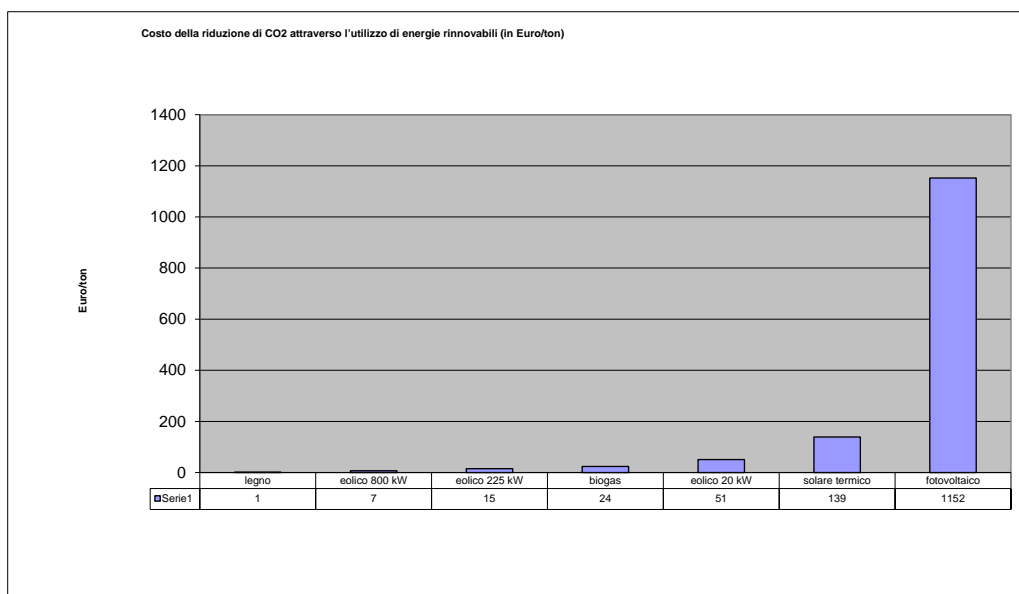 Costo della riduzione di CO2 attraverso l'utilizzo di energie rinnovabili (in Euro/ton)
Euro/ton
1400
1200
1000
800
600
400
200
0
legno eolico 800 kW eolico 225 kW biogas eolico 20 kW solare termico fotovoltaico
Serie1 1 7 15 24 51 139 1152